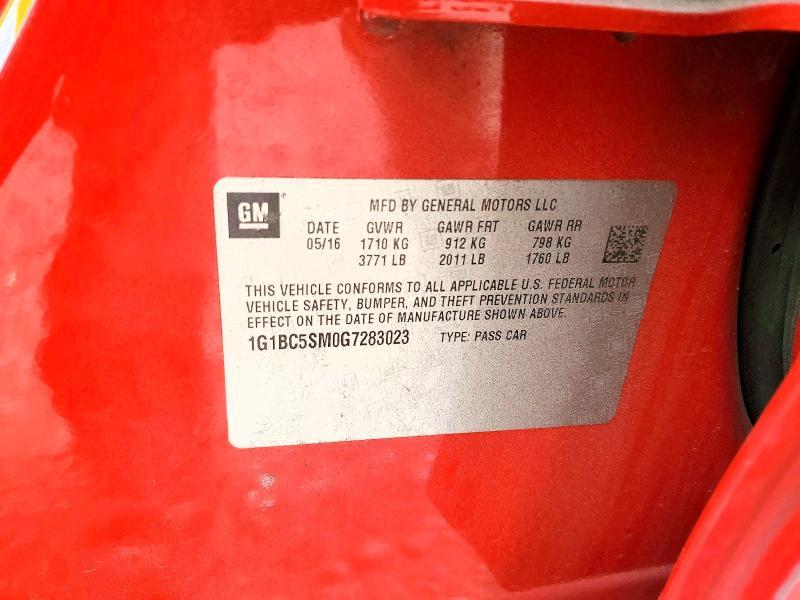 GM
MFD BY GENERAL MOTORS LLC
DATE GVWR GAWR FRT GAWR RR
05/16 1710 KG 912 KG 798 KG
3771 LB 2011 LB 1760 LB
THIS VEHICLE CONFORMS TO ALL APPLICABLE U.S. FEDERAL MOTOR
VEHICLE SAFETY, BUMPER, AND THEFT PREVENTION STANDARDS IN
EFFECT ON THE DATE OF MANUFACTURE SHOWN ABOVE.
1G1BC5SM0G7283023 TYPE: PASS CAR